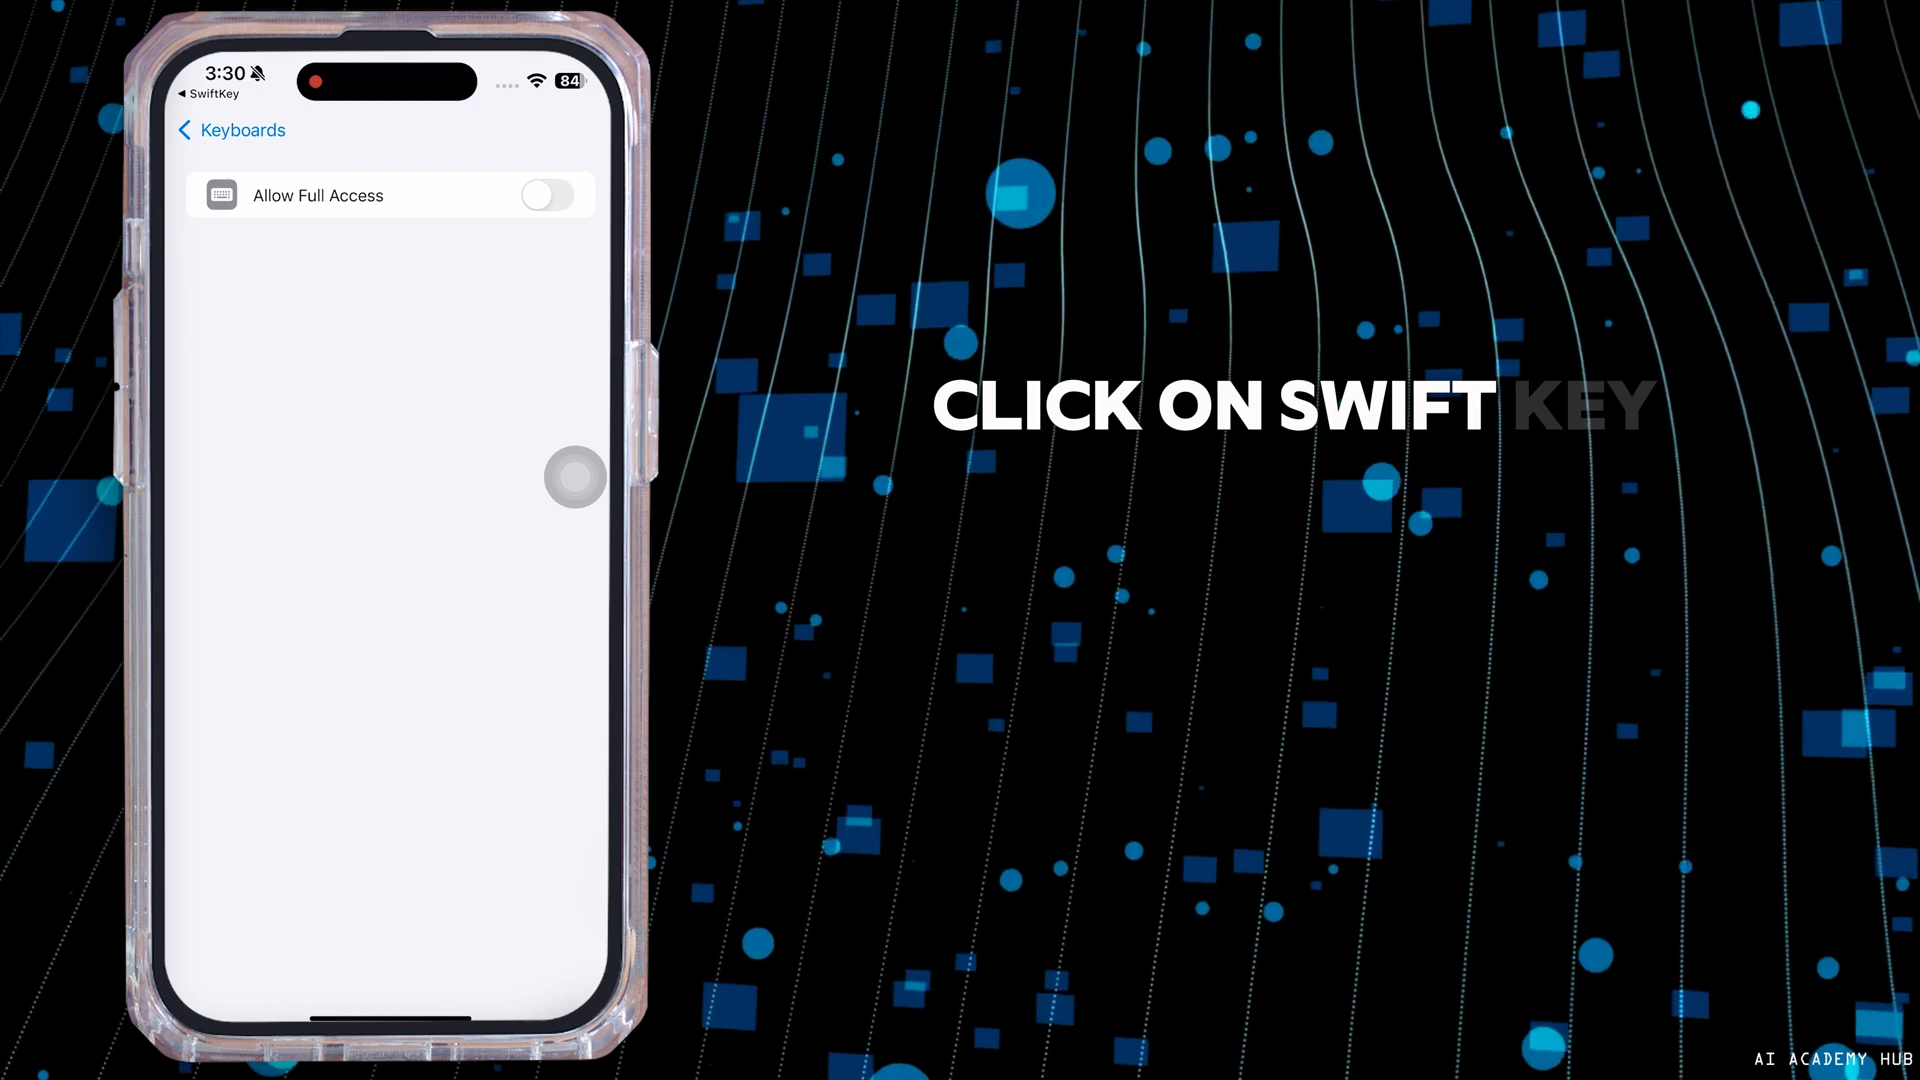 3:30
84
◀ SwiftKey
Keyboards
Allow Full Access
CLICK ON SWIFT KEY
AI ACADEMY HUB